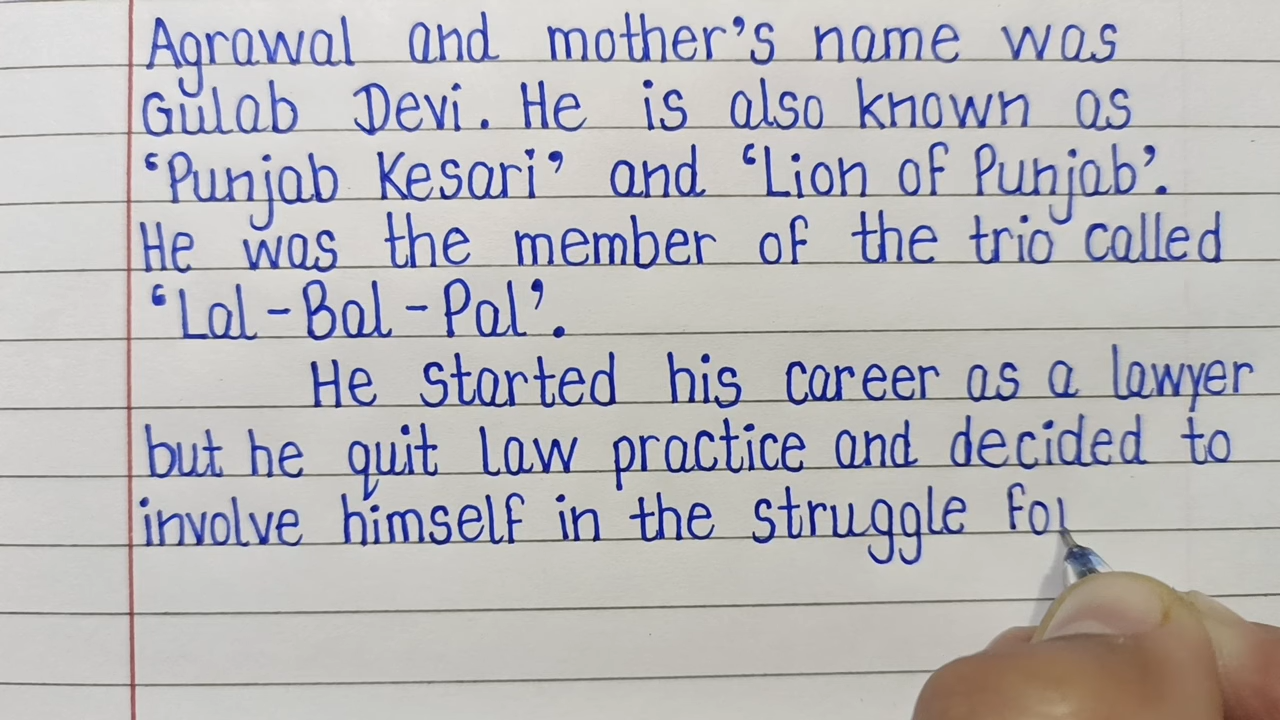 Agrawal and mother's name was
Gulab Devi. He is also known as
‘Punjab Kesari’ and ‘Lion of Punjab’.
He was the member of the trio called
‘Lal-Bal-Pal’.
He started his career as a lawyer
but he quit law practice and decided to
involve himself in the struggle